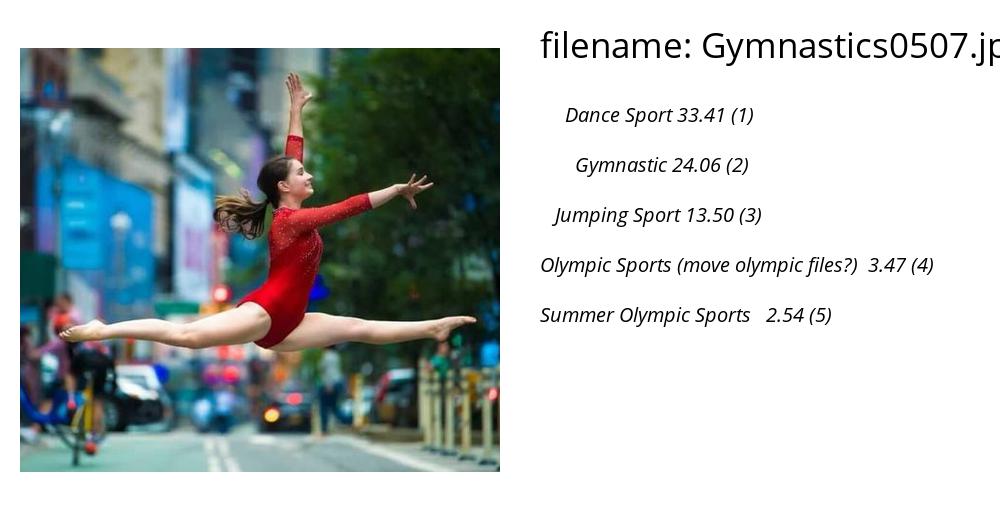 filename: Gymnastics0507.jp
Dance Sport 33.41 (1)
Gymnastic 24.06 (2)
Jumping Sport 13.50 (3)
Olympic Sports (move olympic files?) 3.47 (4)
Summer Olympic Sports 2.54 (5)